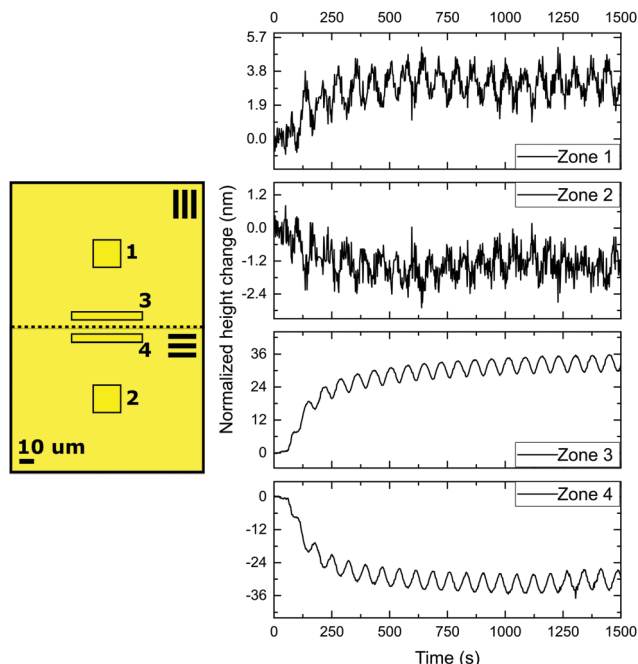 0 250 500 750 1000 1250 1500
5.7
3.8
1.9
0.0
Zone 1
1.2
0.0
-1.2
-2.4
Zone 2
36
24
12
0
Zone 3
0
-12
-24
-36
Zone 4
0 250 500 750 1000 1250 1500
Time (s)
Normalized height change (nm)
1
3
4
2
10 um